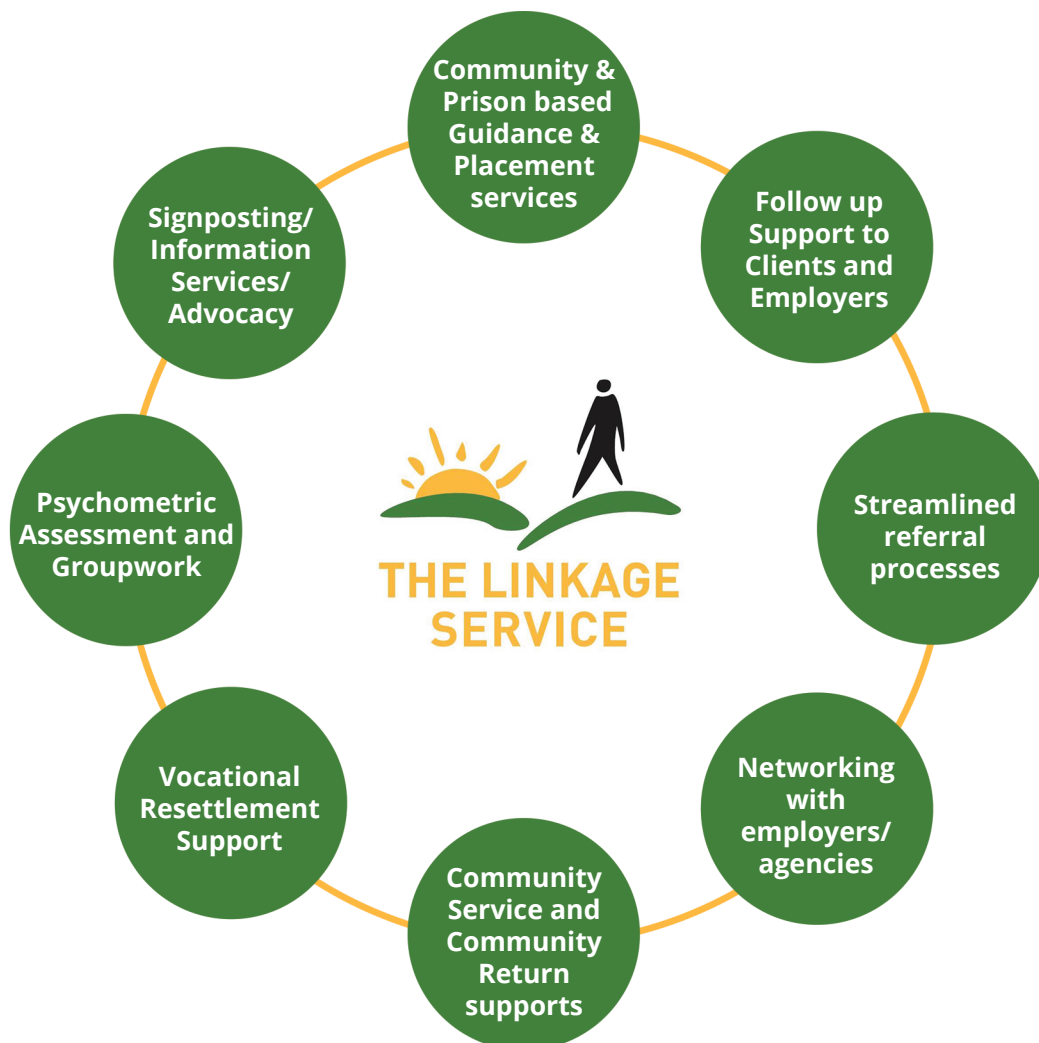 Community &
Prison based
Guidance &
Placement
services
Follow up
Support to
Clients and
Employers
Streamlined
referral
processes
Networking
with
employers/
agencies
Community
Service and
Community
Return
supports
Vocational
Resettlement
Support
Psychometric
Assessment and
Groupwork
Signposting/
Information
Services/
Advocacy
THE LINKAGE
SERVICE